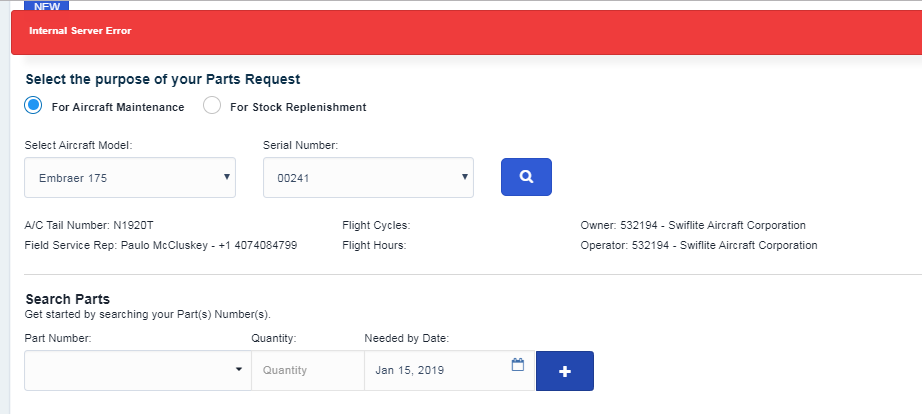 NEW
Internal Server Error
Select the purpose of your Parts Request
For Aircraft Maintenance For Stock Replenishment
Select Aircraft Model: Serial Number:
Embraer 175 00241
A/C Tail Number: N1920T Flight Cycles: Owner: 532194 - Swiflite Aircraft Corporation
Field Service Rep: Paulo McCluskey - +1 4074084799 Flight Hours: Operator: 532194 - Swiflite Aircraft Corporation
Search Parts
Get started by searching your Part(s) Number(s).
Part Number: Quantity: Needed by Date:
Quantity Jan 15, 2019